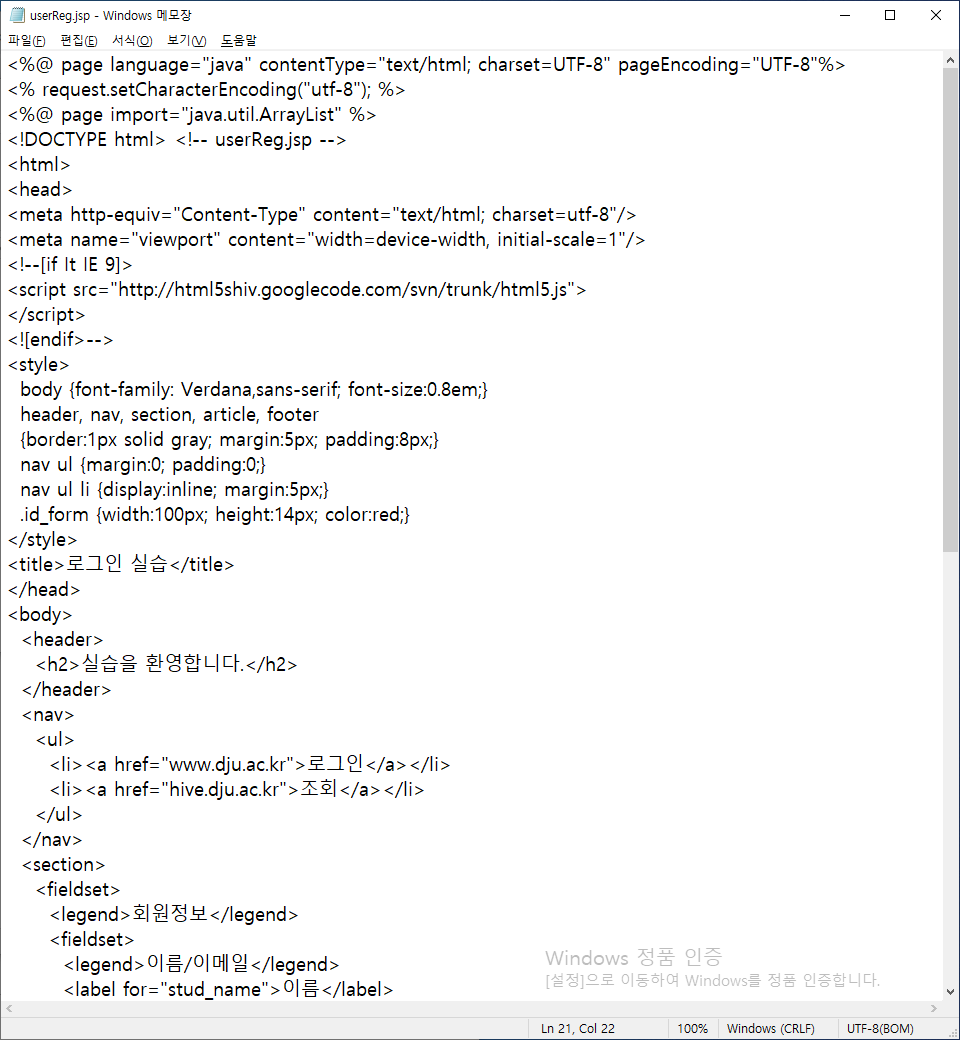 userReg.jsp - Windows 메모장
파일(F) 편집(E) 서식(O) 보기(V) 도움말
<%@ page language="java" contentType="text/html; charset=UTF-8" pageEncoding="UTF-8"%>
<% request.setCharacterEncoding("utf-8"); %>
<%@ page import="java.util.ArrayList" %>
<!DOCTYPE html> <!-- userReg.jsp -->
<html>
<head>
<meta http-equiv="Content-Type" content="text/html; charset=utf-8"/>
<meta name="viewport" content="width=device-width, initial-scale=1"/>
<!--[if lt IE 9]>
<script src="http://html5shiv.googlecode.com/svn/trunk/html5.js">
</script>
<![endif>-->
<style>
  body {font-family: Verdana,sans-serif; font-size:0.8em;}
  header, nav, section, article, footer
  {border:1px solid gray; margin:5px; padding:8px;}
  nav ul {margin:0; padding:0;}
  nav ul li {display:inline; margin:5px;}
  .id_form {width:100px; height:14px; color:red;}
</style>
<title>로그인 실습</title>
</head>
<body>
  <header>
    <h2>실습을 환영합니다.</h2>
  </header>
  <nav>
    <ul>
      <li><a href="www.dju.ac.kr">로그인</a></li>
      <li><a href="hive.dju.ac.kr">조회</a></li>
    </ul>
  </nav>
  <section>
    <fieldset>
      <legend>회원정보</legend>
      <fieldset>
        <legend>이름/이메일</legend>
        <label for="stud_name">이름</label>
Windows 정품 인증
[설정]으로 이동하여 Windows를 정품 인증합니다.
Ln 21, Col 22 100% Windows (CRLF) UTF-8(BOM)